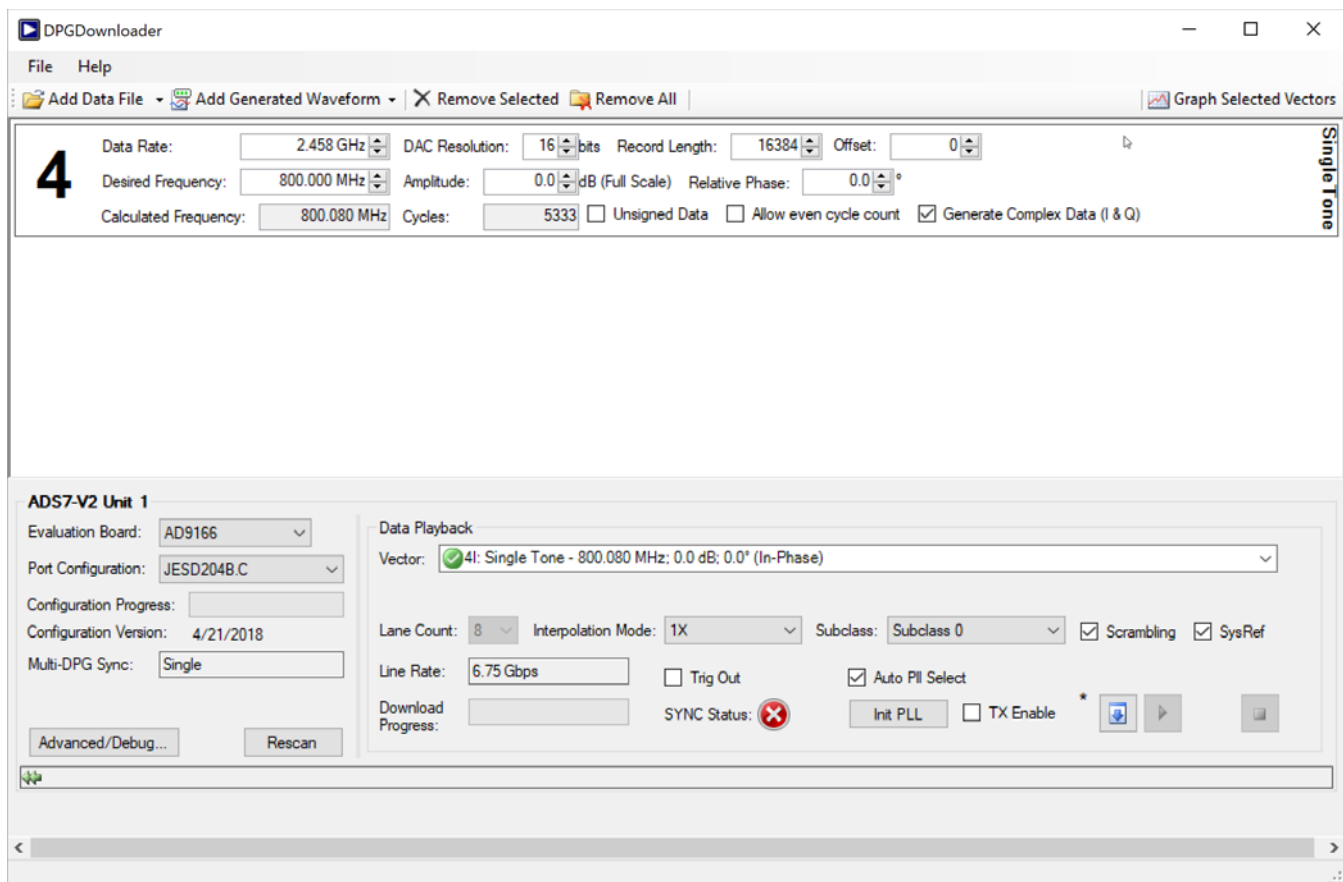 DPGDownloader
File Help
Add Data File Add Generated Waveform Remove Selected Remove All Graph Selected Vectors
4
Data Rate: 2.458 GHz DAC Resolution: 16 bits Record Length: 16384 Offset: 0
Desired Frequency: 800.000 MHz Amplitude: 0.0 dB (Full Scale) Relative Phase: 0.0 °
Calculated Frequency: 800.080 MHz Cycles: 5333 Unsigned Data Allow even cycle count Generate Complex Data (I & Q)
Single Tone
ADS7-V2 Unit 1
Evaluation Board: AD9166
Port Configuration: JESD204B.C
Configuration Progress:
Configuration Version: 4/21/2018
Multi-DPG Sync: Single
Advanced/Debug... Rescan
Data Playback
Vector: 4I: Single Tone - 800.080 MHz; 0.0 dB; 0.0° (In-Phase)
Lane Count: 8 Interpolation Mode: 1X Subclass: Subclass 0 Scrambling SysRef
Line Rate: 6.75 Gbps Trig Out Auto Pll Select
Download
Progress:
SYNC Status: Init PLL TX Enable *